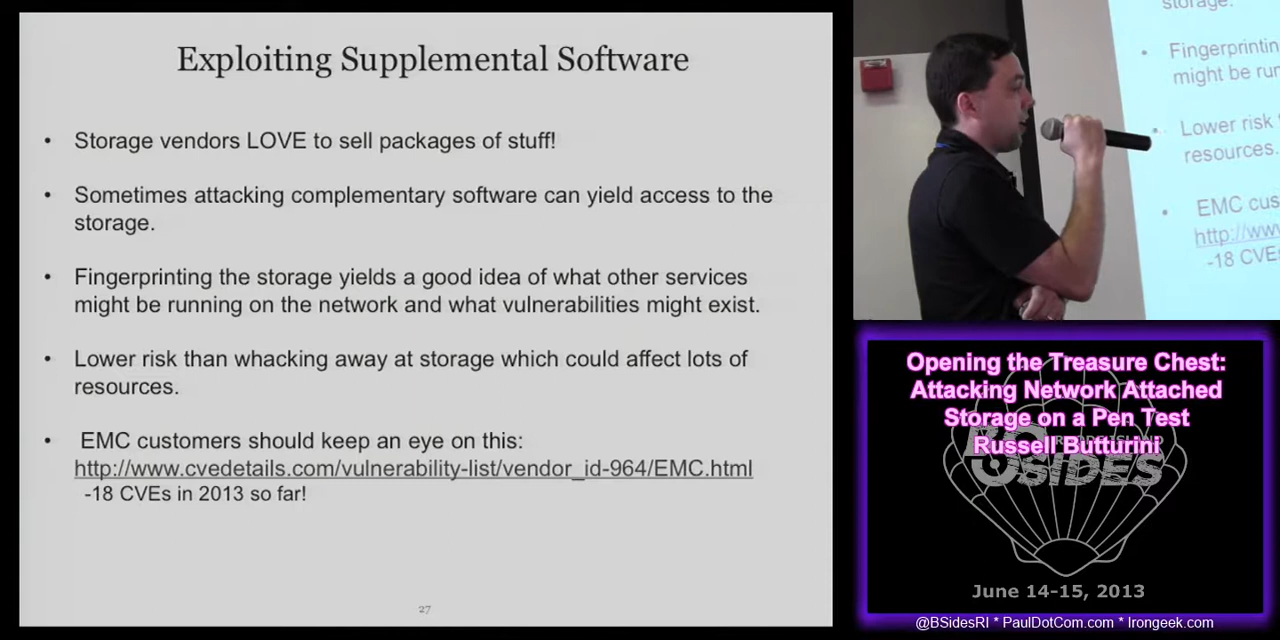 Exploiting Supplemental Software
• Storage vendors LOVE to sell packages of stuff!
• Sometimes attacking complementary software can yield access to the
storage.
• Fingerprinting the storage yields a good idea of what other services
might be running on the network and what vulnerabilities might exist.
• Lower risk than whacking away at storage which could affect lots of
resources.
• EMC customers should keep an eye on this:
http://www.cvedetails.com/vulnerability-list/vendor_id-964/EMC.html
-18 CVEs in 2013 so far!
27
storage.
• Fingerprintin
might be run
• Lower risk
resources.
• EMC cus
http://ww
-18 CVEs
Opening the Treasure Chest:
Attacking Network Attached
Storage on a Pen Test
Russell Butturini
SIDES
June 14-15, 2013
@BSidesRI * PaulDotCom.com * Irongeek.com